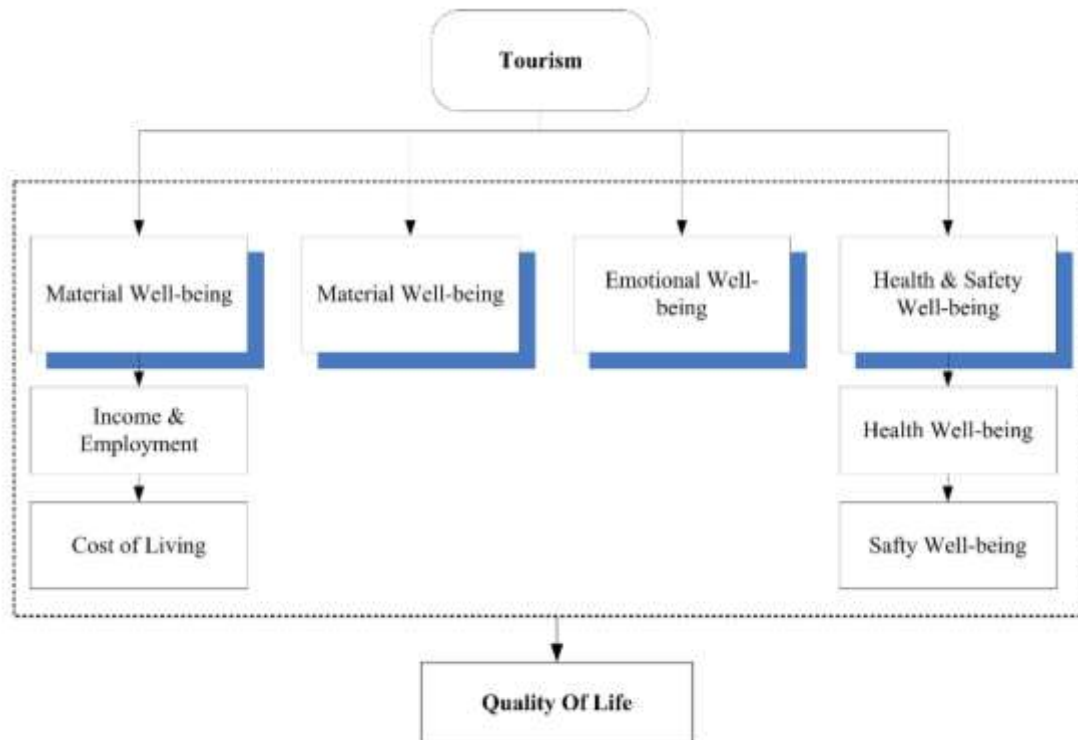 Tourism
Material Well-being
Material Well-being
Emotional Well-
being
Health & Safety
Well-being
Income &
Employment
Health Well-being
Cost of Living
Safty Well-being
Quality Of Life